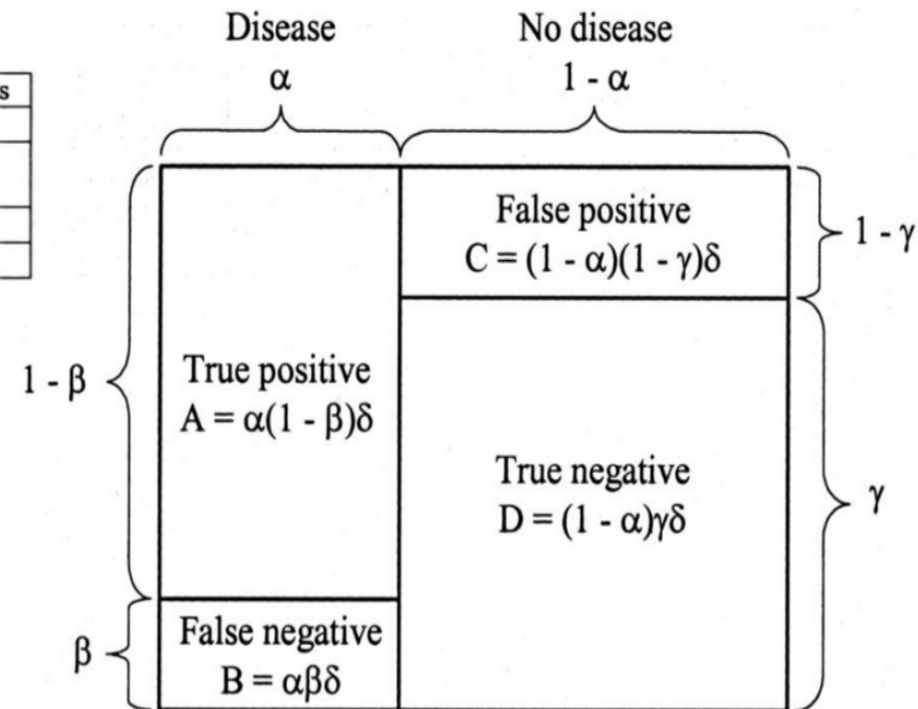 Disease
No disease
α
1 - α
s
False positive
C = (1 - α)(1 - γ)δ
1 - γ
1 - β
True positive
A = α(1 - β)δ
True negative
D = (1 - α)γδ
γ
β
False negative
B = αβδ